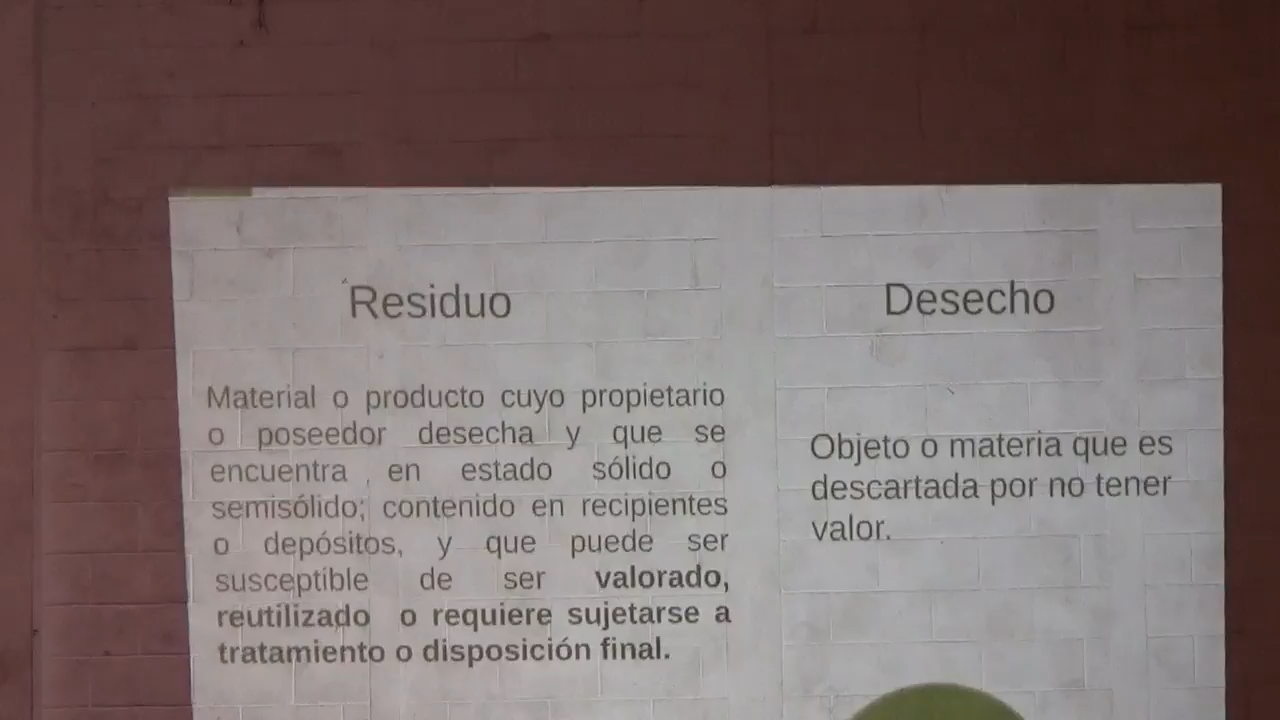 Residuo
Material o producto cuyo propietario
o poseedor desecha y que se
encuentra en estado sólido o
semisólido; contenido en recipientes
o depósitos, y que puede ser
susceptible de ser valorado,
reutilizado o requiere sujetarse a
tratamiento o disposición final.
Desecho
Objeto o materia que es
descartada por no tener
valor.